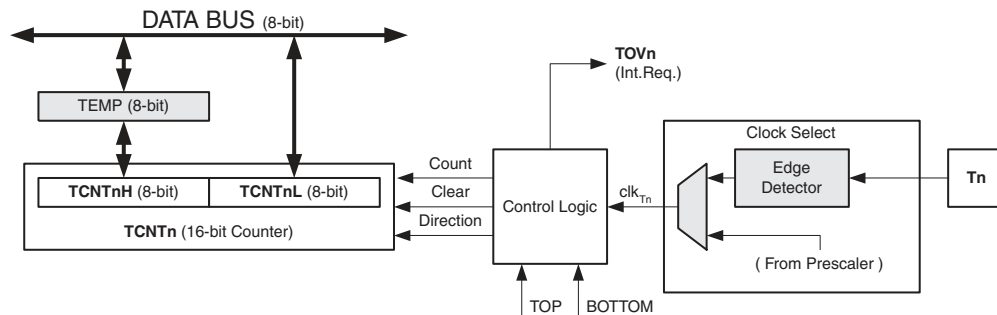 DATA BUS (8-bit)
TOVn
(Int.Req.)
TEMP (8-bit)
Clock Select
Count
Edge
Detector
Tn
TCNTnH (8-bit) TCNTnL (8-bit)
Clear
Control Logic
clkTn
TCNTn (16-bit Counter)
Direction
( From Prescaler )
TOP
BOTTOM